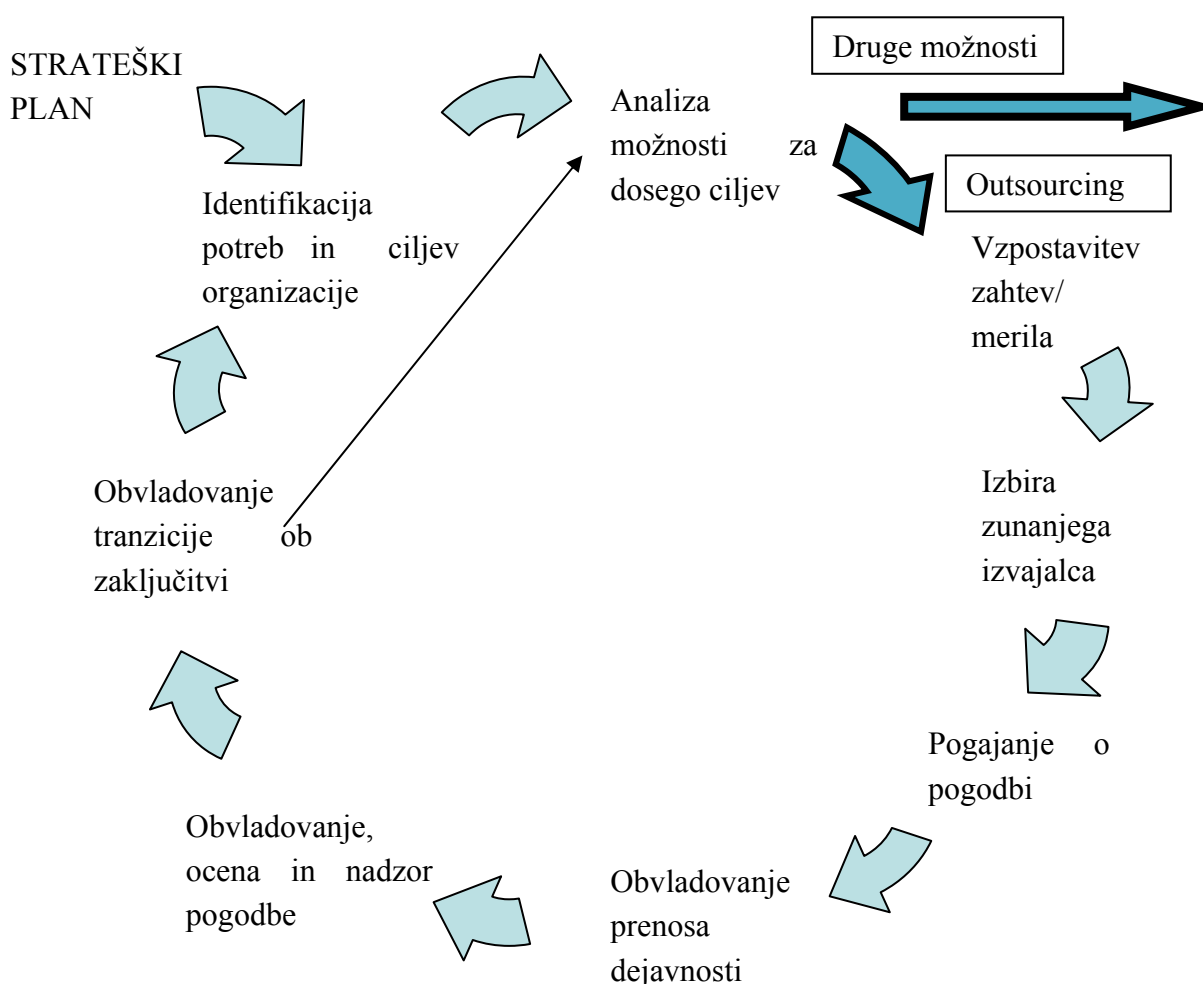 STRATEŠKI
PLAN
Identifikacija
potreb in ciljev
organizacije
Analiza
možnosti za
dosego ciljev
Druge možnosti
Outsourcing
Vzpostavitev
zahtev/
merila
Izbira
zunanjega
izvajalca
Pogajanje o
pogodbi
Obvladovanje
prenosa
dejavnosti
Obvladovanje,
ocena in nadzor
pogodbe
Obvladovanje
tranzicije ob
zaključitvi